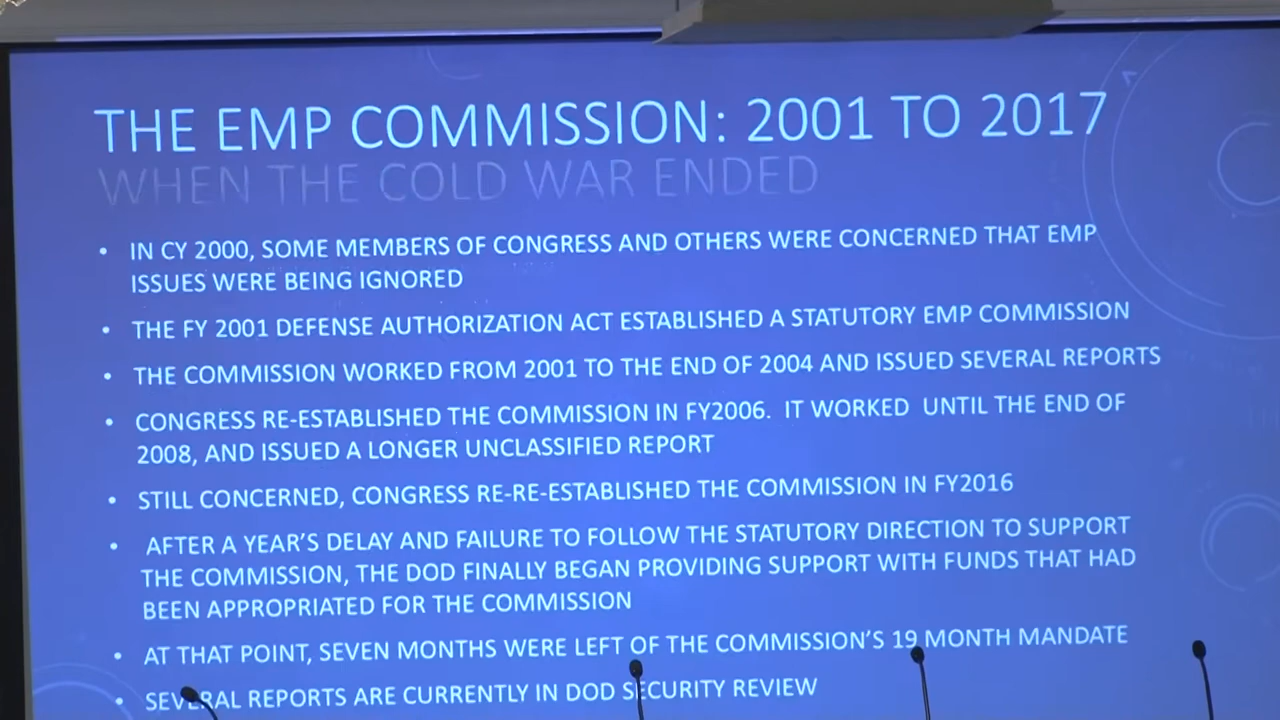 THE EMP COMMISSION: 2001 TO 2017
WHEN THE COLD WAR ENDED
• IN CY 2000, SOME MEMBERS OF CONGRESS AND OTHERS WERE CONCERNED THAT EMP
ISSUES WERE BEING IGNORED
• THE FY 2001 DEFENSE AUTHORIZATION ACT ESTABLISHED A STATUTORY EMP COMMISSION
• THE COMMISSION WORKED FROM 2001 TO THE END OF 2004 AND ISSUED SEVERAL REPORTS
• CONGRESS RE-ESTABLISHED THE COMMISSION IN FY2006. IT WORKED UNTIL THE END OF
2008, AND ISSUED A LONGER UNCLASSIFIED REPORT
• STILL CONCERNED, CONGRESS RE-RE-ESTABLISHED THE COMMISSION IN FY2016
• AFTER A YEAR'S DELAY AND FAILURE TO FOLLOW THE STATUTORY DIRECTION TO SUPPORT
THE COMMISSION, THE DOD FINALLY BEGAN PROVIDING SUPPORT WITH FUNDS THAT HAD
BEEN APPROPRIATED FOR THE COMMISSION
• AT THAT POINT, SEVEN MONTHS WERE LEFT OF THE COMMISSION'S 19 MONTH MANDATE
• SEVERAL REPORTS ARE CURRENTLY IN DOD SECURITY REVIEW